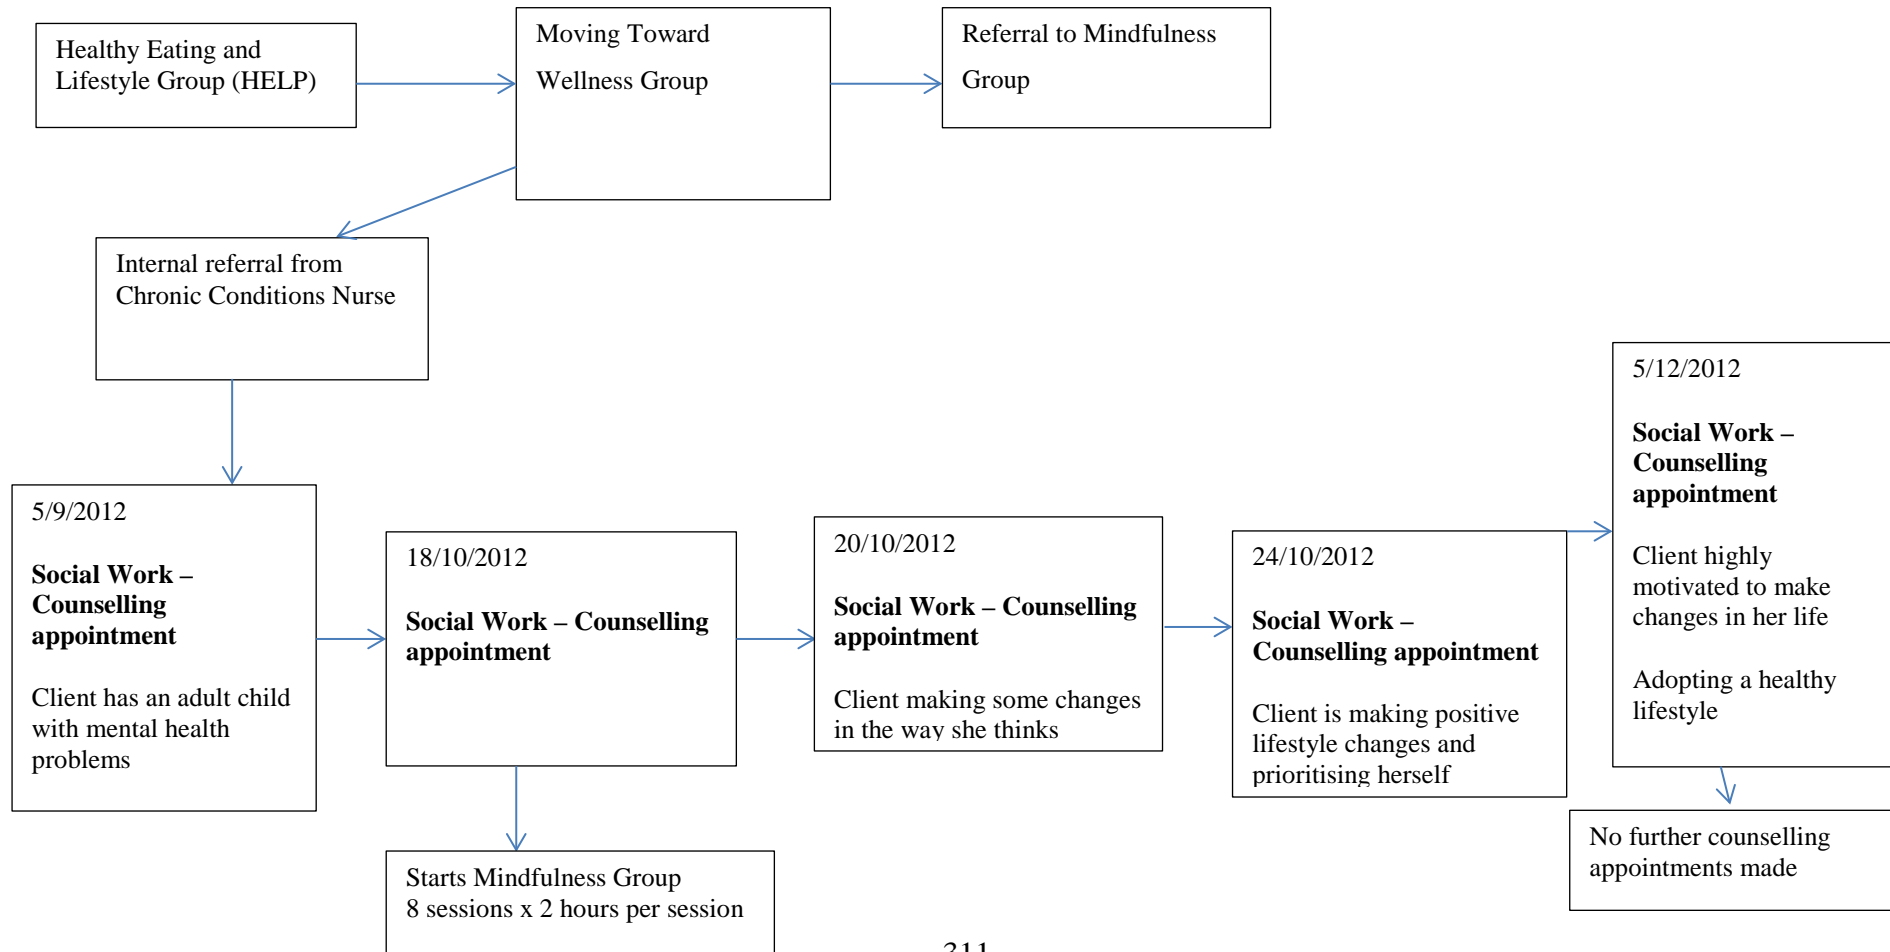 Healthy Eating and
Lifestyle Group (HELP)
Moving Toward
Wellness Group
Referral to Mindfulness
Group
Internal referral from
Chronic Conditions Nurse
5/9/2012
Social Work –
Counselling
appointment
Client has an adult child
with mental health
problems
18/10/2012
Social Work – Counselling
appointment
Starts Mindfulness Group
8 sessions x 2 hours per session
20/10/2012
Social Work – Counselling
appointment
Client making some changes
in the way she thinks
24/10/2012
Social Work –
Counselling appointment
Client is making positive
lifestyle changes and
prioritising herself
5/12/2012
Social Work –
Counselling
appointment
Client highly
motivated to make
changes in her life
Adopting a healthy
lifestyle
No further counselling
appointments made
311